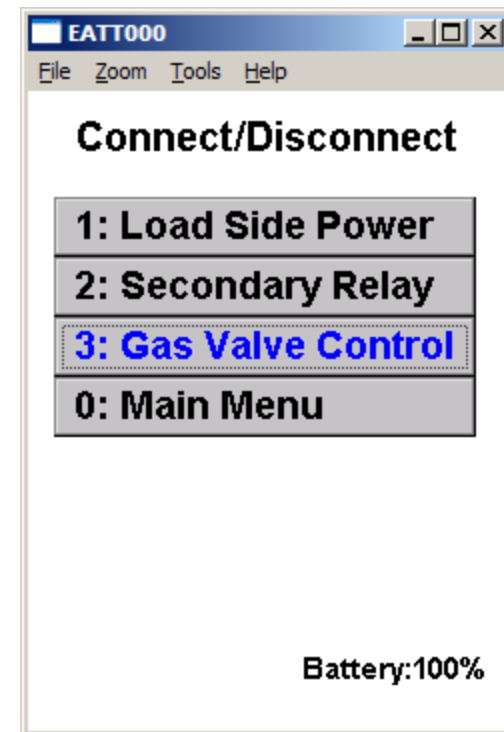 EATT000
File Zoom Tools Help
Connect/Disconnect
1: Load Side Power
2: Secondary Relay
3: Gas Valve Control
0: Main Menu
Battery:100%